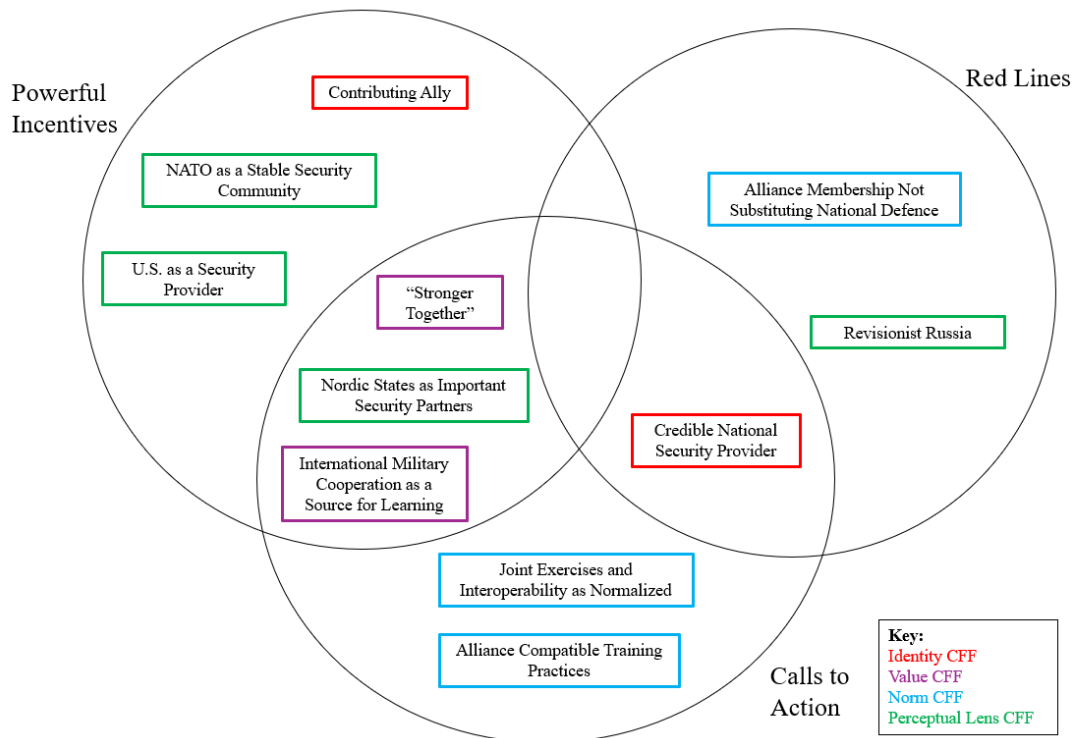 Powerful
Incentives
Red Lines
Contributing Ally
NATO as a Stable Security
Community
Alliance Membership Not
Substituting National Defence
U.S. as a Security
Provider
“Stronger
Together”
Revisionist Russia
Nordic States as Important
Security Partners
Credible National
Security Provider
International Military
Cooperation as a
Source for Learning
Joint Exercises and
Interoperability as Normalized
Alliance Compatible Training
Practices
Calls to
Action
Key:
Identity CFF
Value CFF
Norm CFF
Perceptual Lens CFF